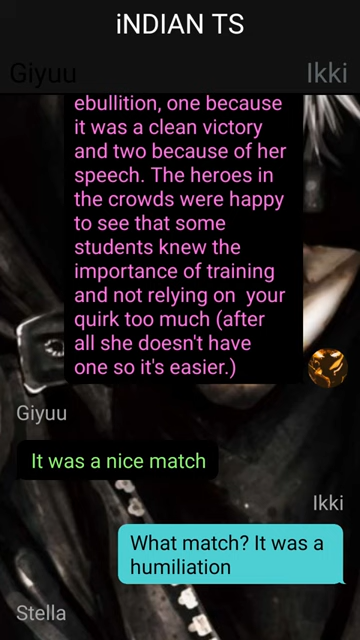 iNDIAN TS
Giyuu
Ikki
ebullition, one because
it was a clean victory
and two because of her
speech. The heroes in
the crowds were happy
to see that some
students knew the
importance of training
and not relying on  your
quirk too much (after
all she doesn't have
one so it's easier.)
Giyuu
It was a nice match
Ikki
What match? It was a
humiliation
Stella